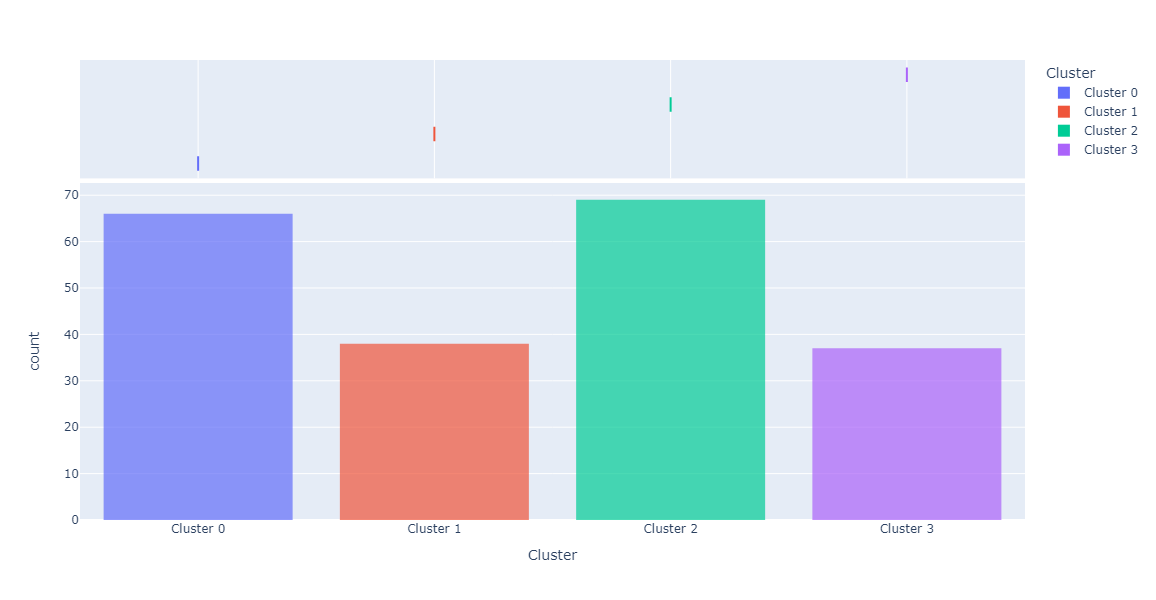 Cluster
Cluster 0
Cluster 1
Cluster 2
Cluster 3
70
60
50
40
30
20
10
0
count
Cluster 0
Cluster 1
Cluster 2
Cluster 3
Cluster